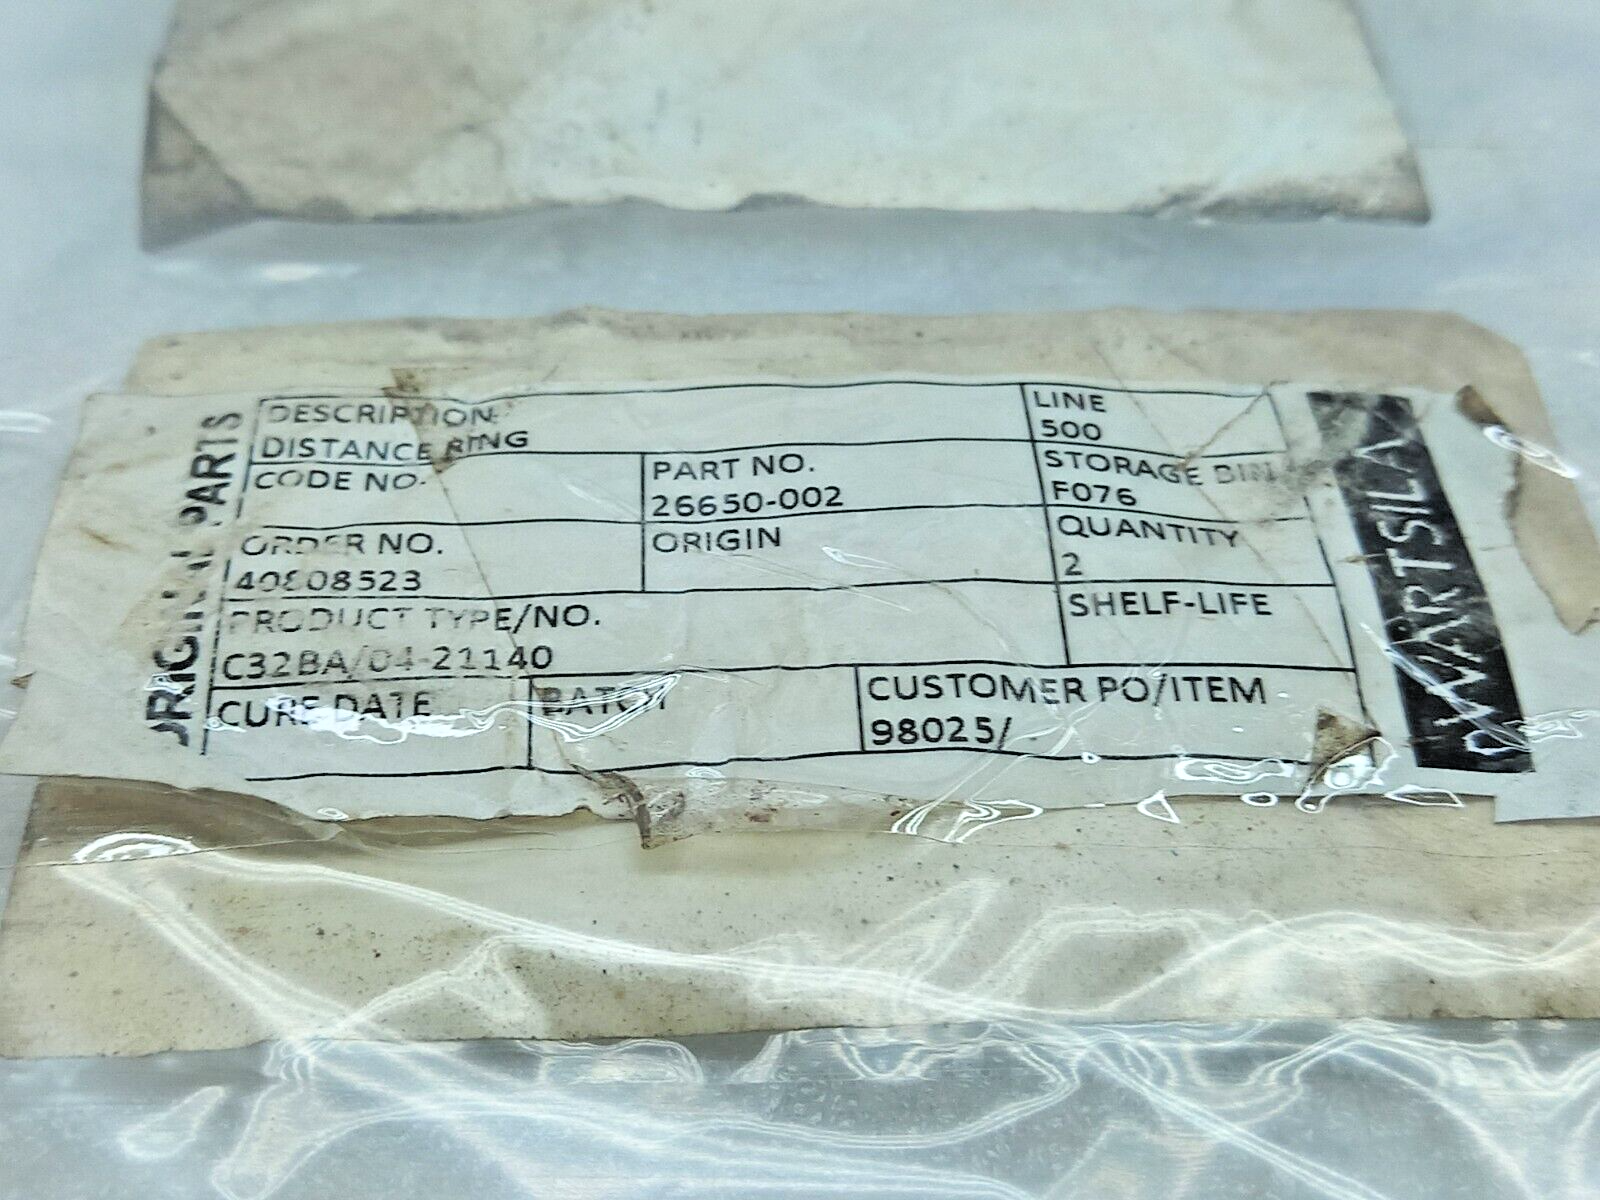 ORIGINAL PARTS
DESCRIPTION:
DISTANCE RING
LINE
500
CODE NO.
PART NO.
26650-002
STORAGE BIN
F076
ORDER NO.
40808523
ORIGIN
QUANTITY
2
PRODUCT TYPE/NO.
C32BA/04-21140
SHELF-LIFE
CURE DATE
BATCH
CUSTOMER PO/ITEM
98025/
WÄRTSILÄ